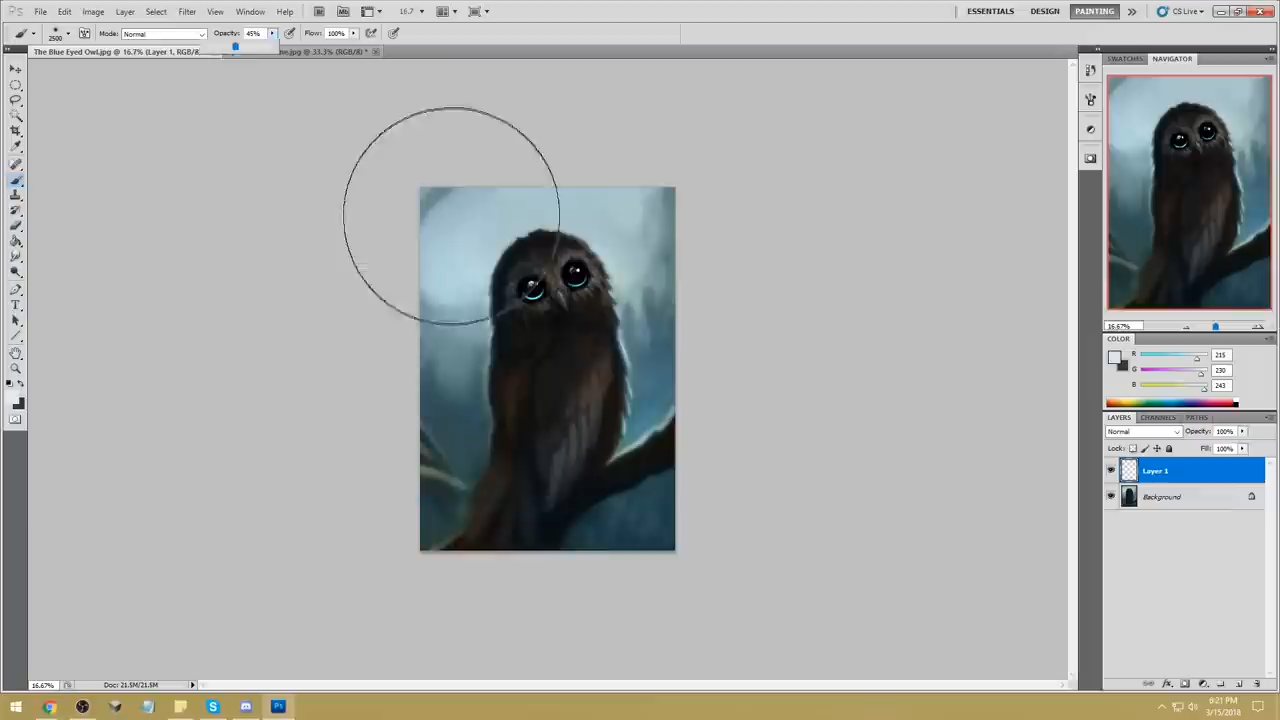 File Edit Image Layer Select Filter View Window Help 16.7 ESSENTIALS DESIGN PAINTING CS Live
2500 Mode: Normal Opacity: 45% Flow: 100%
The Blue Eyed Owl.jpg @ 16.7% (Layer 1, RGB/8) .jpg @ 33.3% (RGB/8) *
SWATCHES NAVIGATOR
16.67%
COLOR
R 215
G 230
B 243
LAYERS CHANNELS PATHS
Normal Opacity: 100%
Lock: Fill: 100%
Layer 1
Background
16.67% Doc: 21.5M/21.5M
6:21 PM
3/15/2018